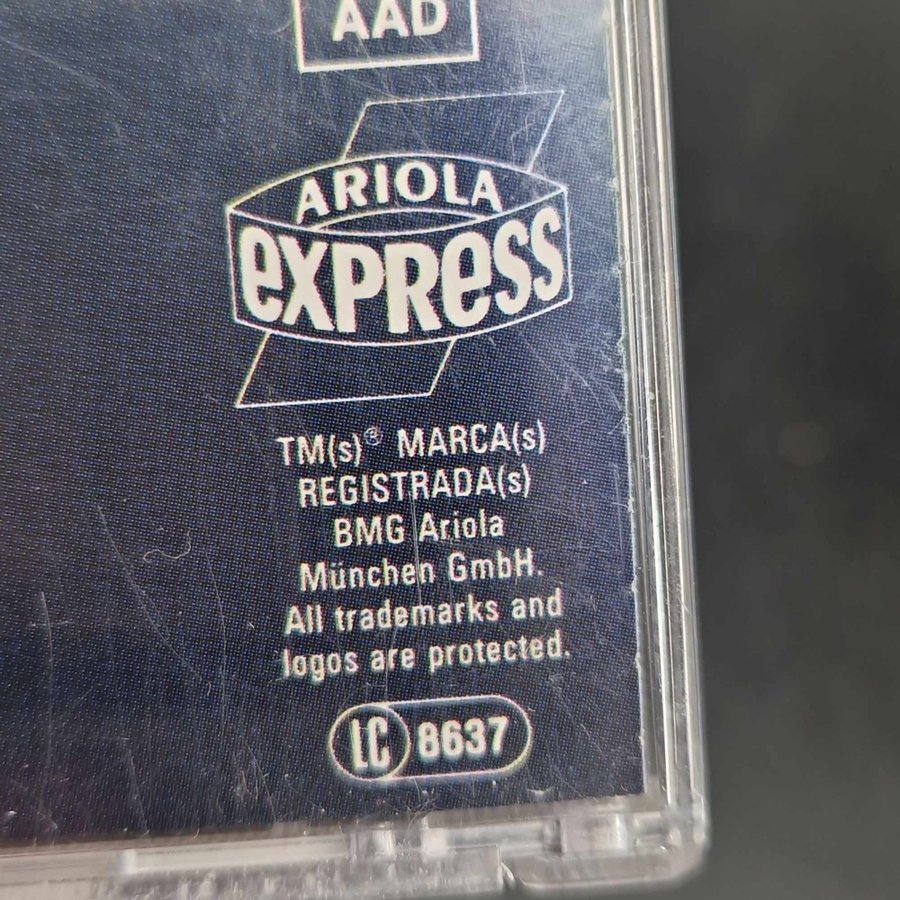 AAD
ARIOLA
eXPReSS
TM(s)® MARCA(s)
REGISTRADA(s)
BMG Ariola
München GmbH.
All trademarks and
logos are protected.
LC 8637